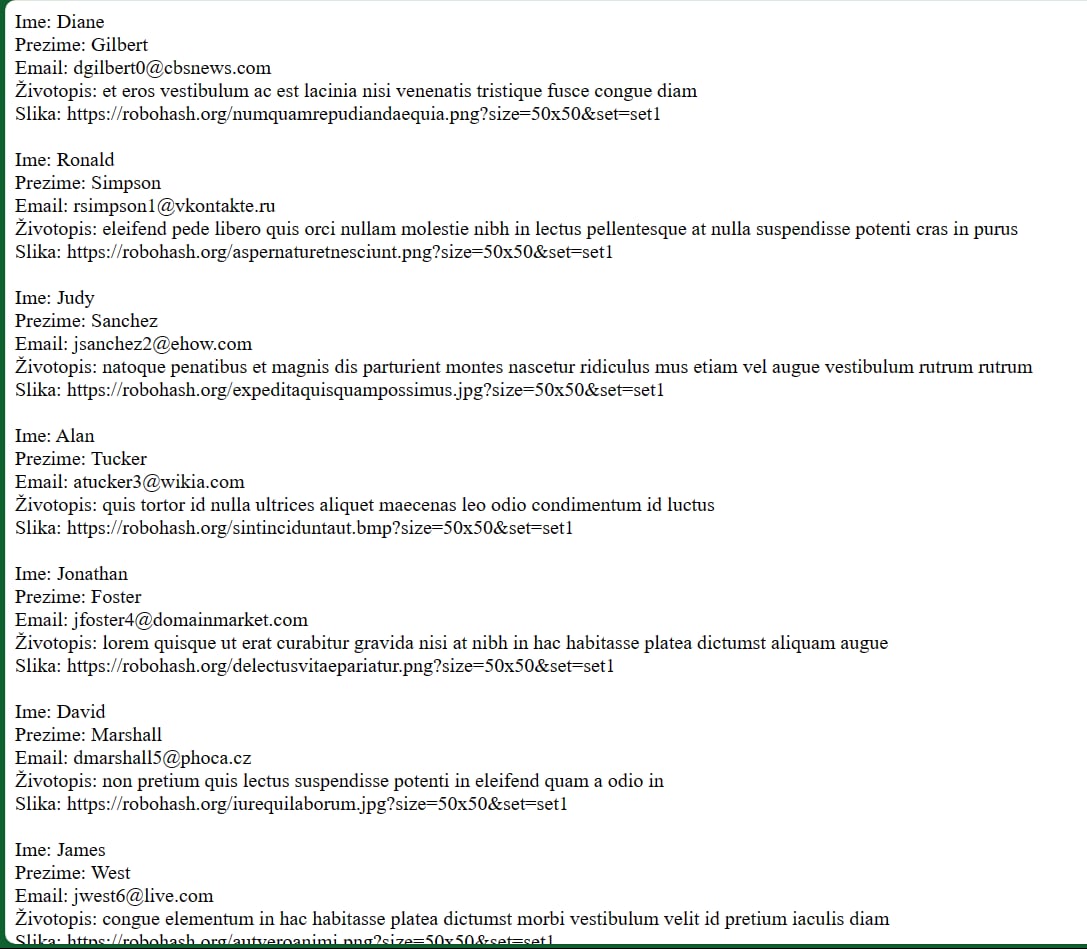 Ime: Diane
Prezime: Gilbert
Email: dgilbert0@cbsnews.com
Životopis: et eros vestibulum ac est lacinia nisi venenatis tristique fusce congue diam
Slika: https://robohash.org/numquamrepudiandaequia.png?size=50x50&set=set1
Ime: Ronald
Prezime: Simpson
Email: rsimpson1@vkontakte.ru
Životopis: eleifend pede libero quis orci nullam molestie nibh in lectus pellentesque at nulla suspendisse potenti cras in purus
Slika: https://robohash.org/aspernaturetnesciunt.png?size=50x50&set=set1
Ime: Judy
Prezime: Sanchez
Email: jsanchez2@ehow.com
Životopis: natoque penatibus et magnis dis parturient montes nascetur ridiculus mus etiam vel augue vestibulum rutrum rutrum
Slika: https://robohash.org/expeditaquisquampossimus.jpg?size=50x50&set=set1
Ime: Alan
Prezime: Tucker
Email: atucker3@wikia.com
Životopis: quis tortor id nulla ultrices aliquet maecenas leo odio condimentum id luctus
Slika: https://robohash.org/sintinciduntaut.bmp?size=50x50&set=set1
Ime: Jonathan
Prezime: Foster
Email: jfoster4@domainmarket.com
Životopis: lorem quisque ut erat curabitur gravida nisi at nibh in hac habitasse platea dictumst aliquam augue
Slika: https://robohash.org/delectusvitaepariatur.png?size=50x50&set=set1
Ime: David
Prezime: Marshall
Email: dmarshall5@phoca.cz
Životopis: non pretium quis lectus suspendisse potenti in eleifend quam a odio in
Slika: https://robohash.org/iurequilaborum.jpg?size=50x50&set=set1
Ime: James
Prezime: West
Email: jwest6@live.com
Životopis: congue elementum in hac habitasse platea dictumst morbi vestibulum velit id pretium iaculis diam
Slika: https://robohash.org/autveroanimi.png?size=50x50&set=set1